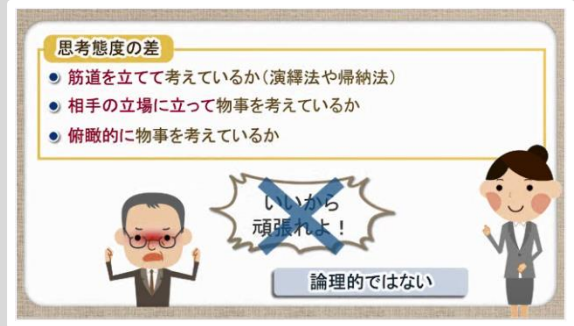 思考態度の差
● 筋道を立てて考えているか(演繹法や帰納法)
● 相手の立場に立って物事を考えているか
● 俯瞰的に物事を考えているか
いいから
頑張れよ！
論理的ではない